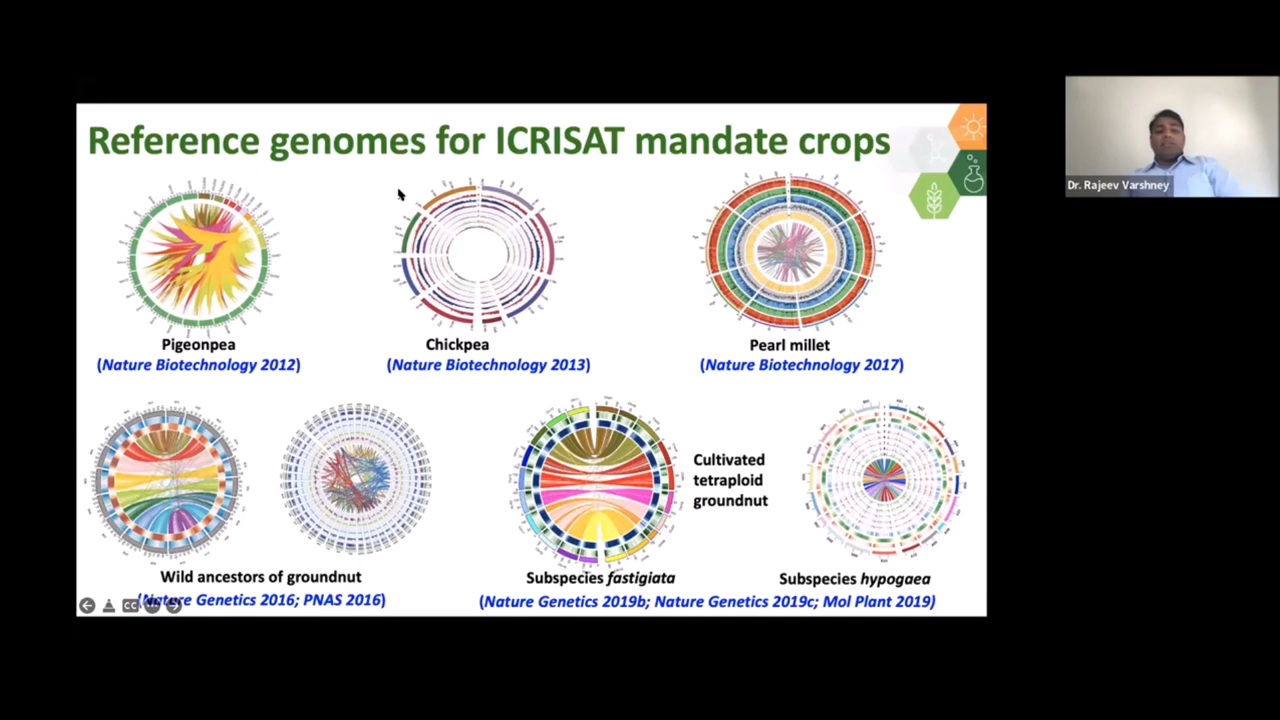 Reference genomes for ICRISAT mandate crops
Dr. Rajeev Varshney
Pigeonpea
(Nature Biotechnology 2012)
Chickpea
(Nature Biotechnology 2013)
Pearl millet
(Nature Biotechnology 2017)
Cultivated
tetraploid
groundnut
Wild ancestors of groundnut
(Nature Genetics 2016; PNAS 2016)
Subspecies fastigiata
Subspecies hypogaea
(Nature Genetics 2019b; Nature Genetics 2019c; Mol Plant 2019)
CC